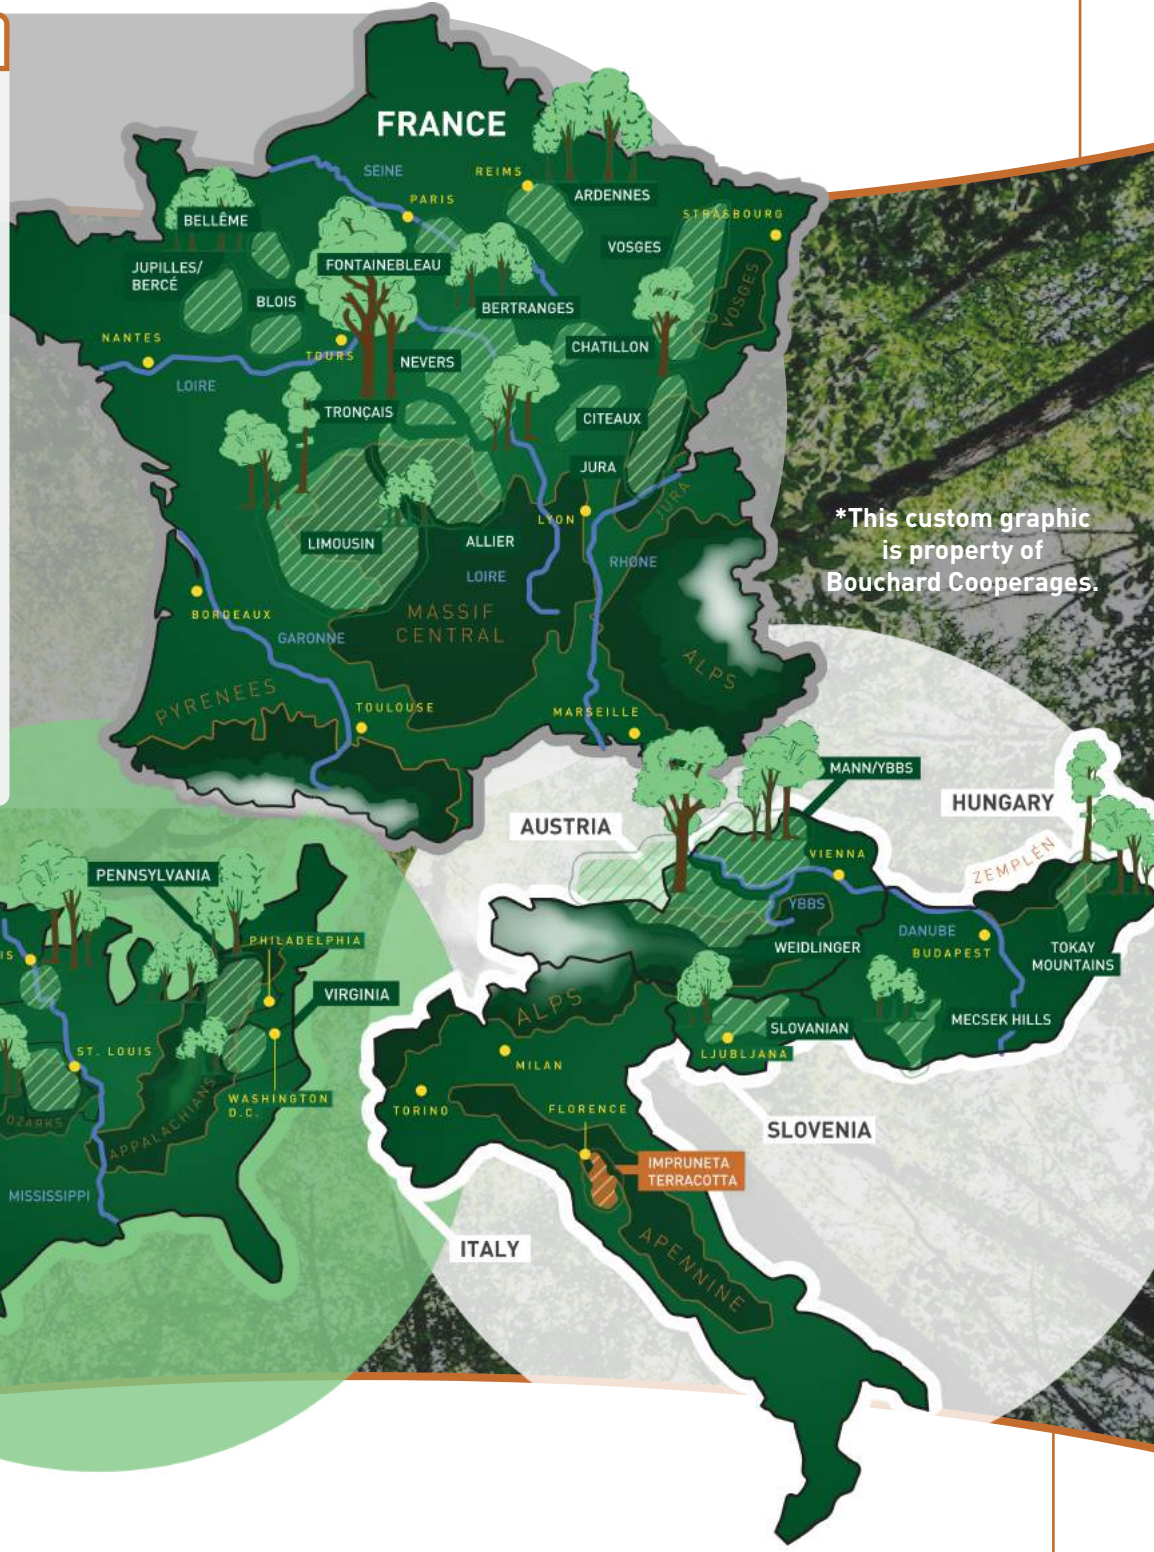 FRANCE
SEINE
REIMS
ARDENNES
PARIS
STRASBOURG
BELLÊME
VOSGES
FONTAINEBLEAU
JUPILLES/
BERCÉ
VOSGES
BLOIS
BERTRANGES
NANTES
TOURS
NEVERS
CHATILLON
LOIRE
TRONÇAIS
CITEAUX
JURA
JURA
LYON
*This custom graphic
is property of
Bouchard Cooperages.
LIMOUSIN
ALLIER
LOIRE
RHONE
BORDEAUX
MASSIF
CENTRAL
GARONNE
ALPS
PYRENEES
TOULOUSE
MARSEILLE
MANN/YBBS
HUNGARY
AUSTRIA
VIENNA
ZEMPLÉN
PENNSYLVANIA
YBBS
DANUBE
PHILADELPHIA
WEIDLINGER
BUDAPEST
TOKAY
MOUNTAINS
IS
VIRGINIA
ALPS
SLOVANIAN
MECSEK HILLS
ST. LOUIS
LJUBLJANA
MILAN
WASHINGTON
D.C.
TORINO
FLORENCE
OZARKS
APPALACHIANS
SLOVENIA
IMPRUNETA
TERRACOTTA
MISSISSIPPI
ITALY
APENNINE